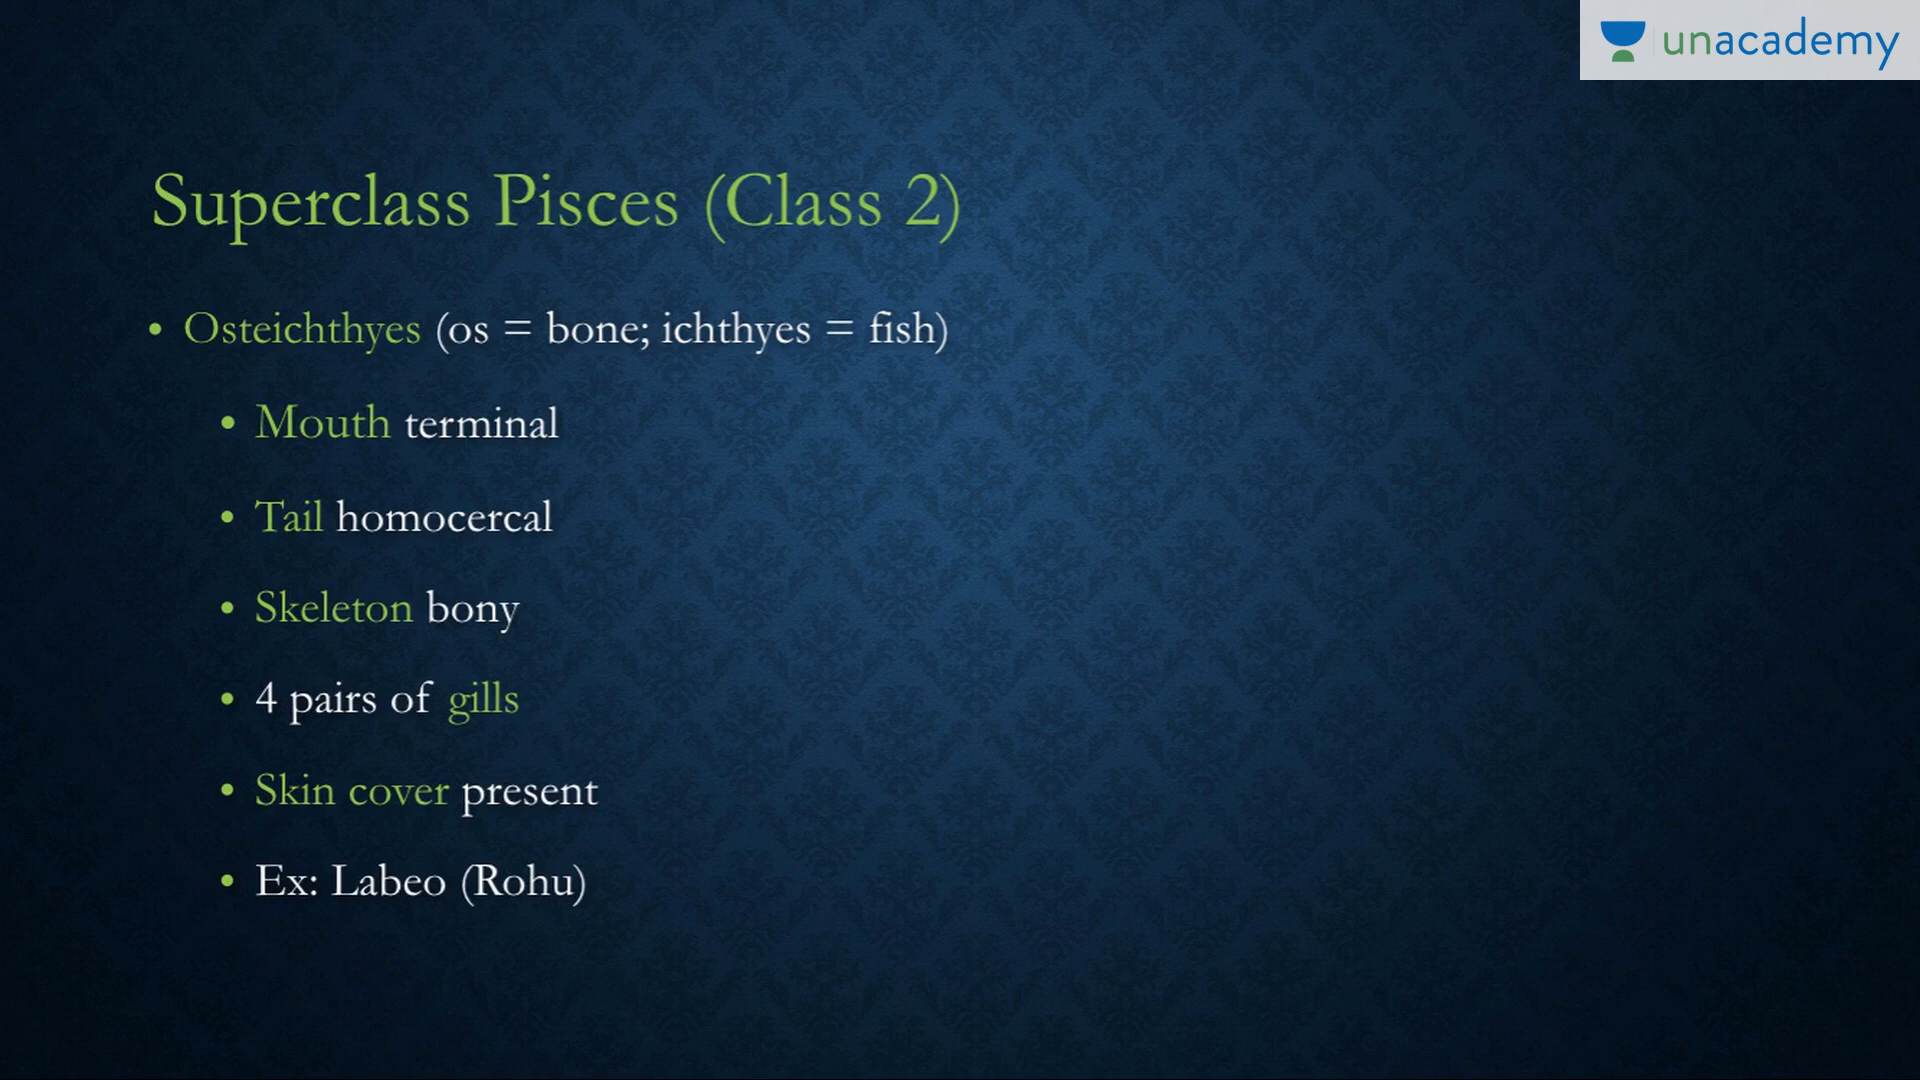 unacademy
Superclass Pisces (Class 2)
• Osteichthyes (os = bone; ichthyes = fish)
• Mouth terminal
• Tail homocercal
• Skeleton bony
• 4 pairs of gills
• Skin cover present
• Ex: Labeo (Rohu)